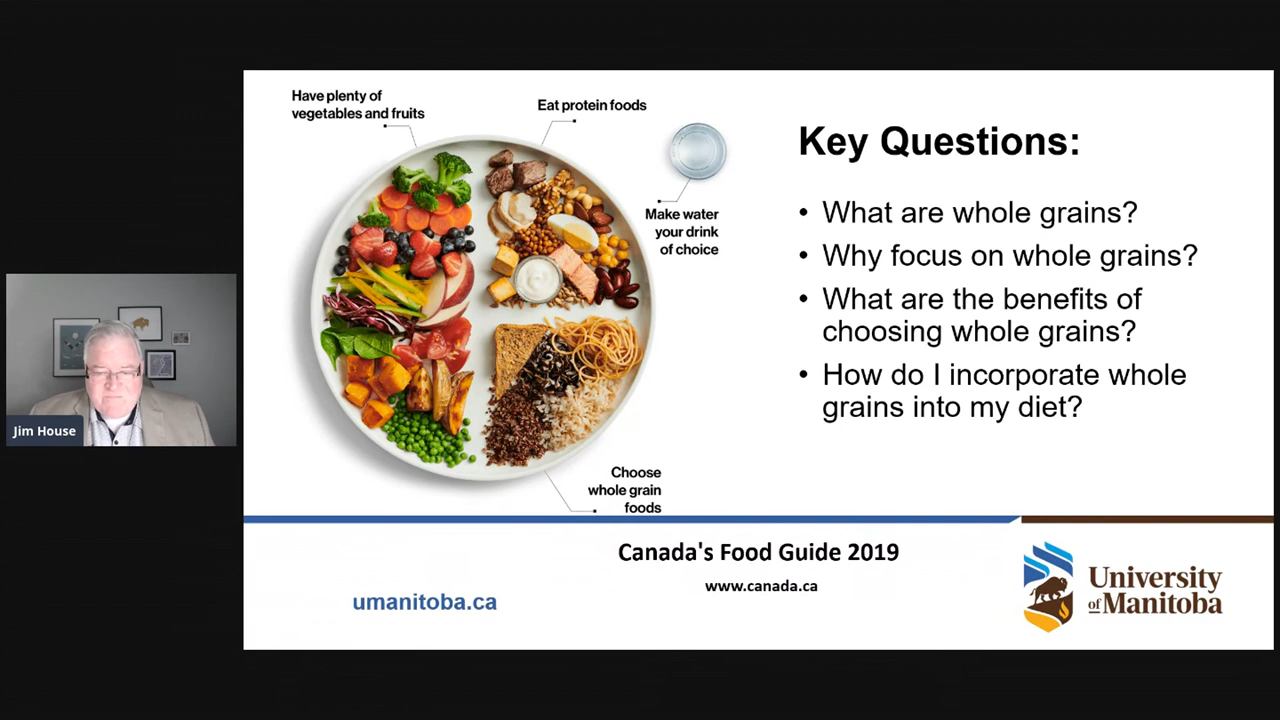 Have plenty of
vegetables and fruits
Eat protein foods
Make water
your drink
of choice
Choose
whole grain
foods
Key Questions:
• What are whole grains?
• Why focus on whole grains?
• What are the benefits of
choosing whole grains?
• How do I incorporate whole
grains into my diet?
Jim House
Canada's Food Guide 2019
www.canada.ca
umanitoba.ca
University
of Manitoba